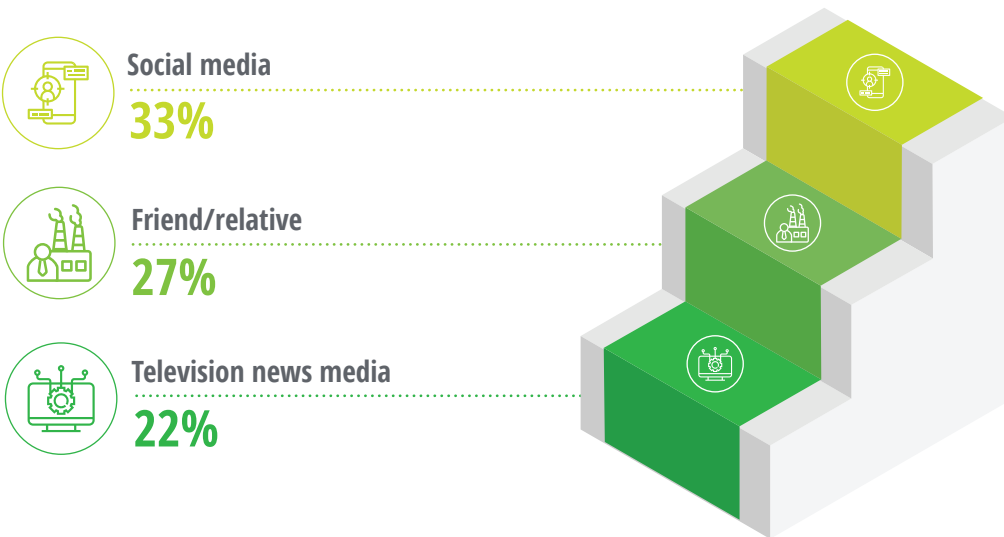 Social media
33%
Friend/relative
27%
Television news media
22%